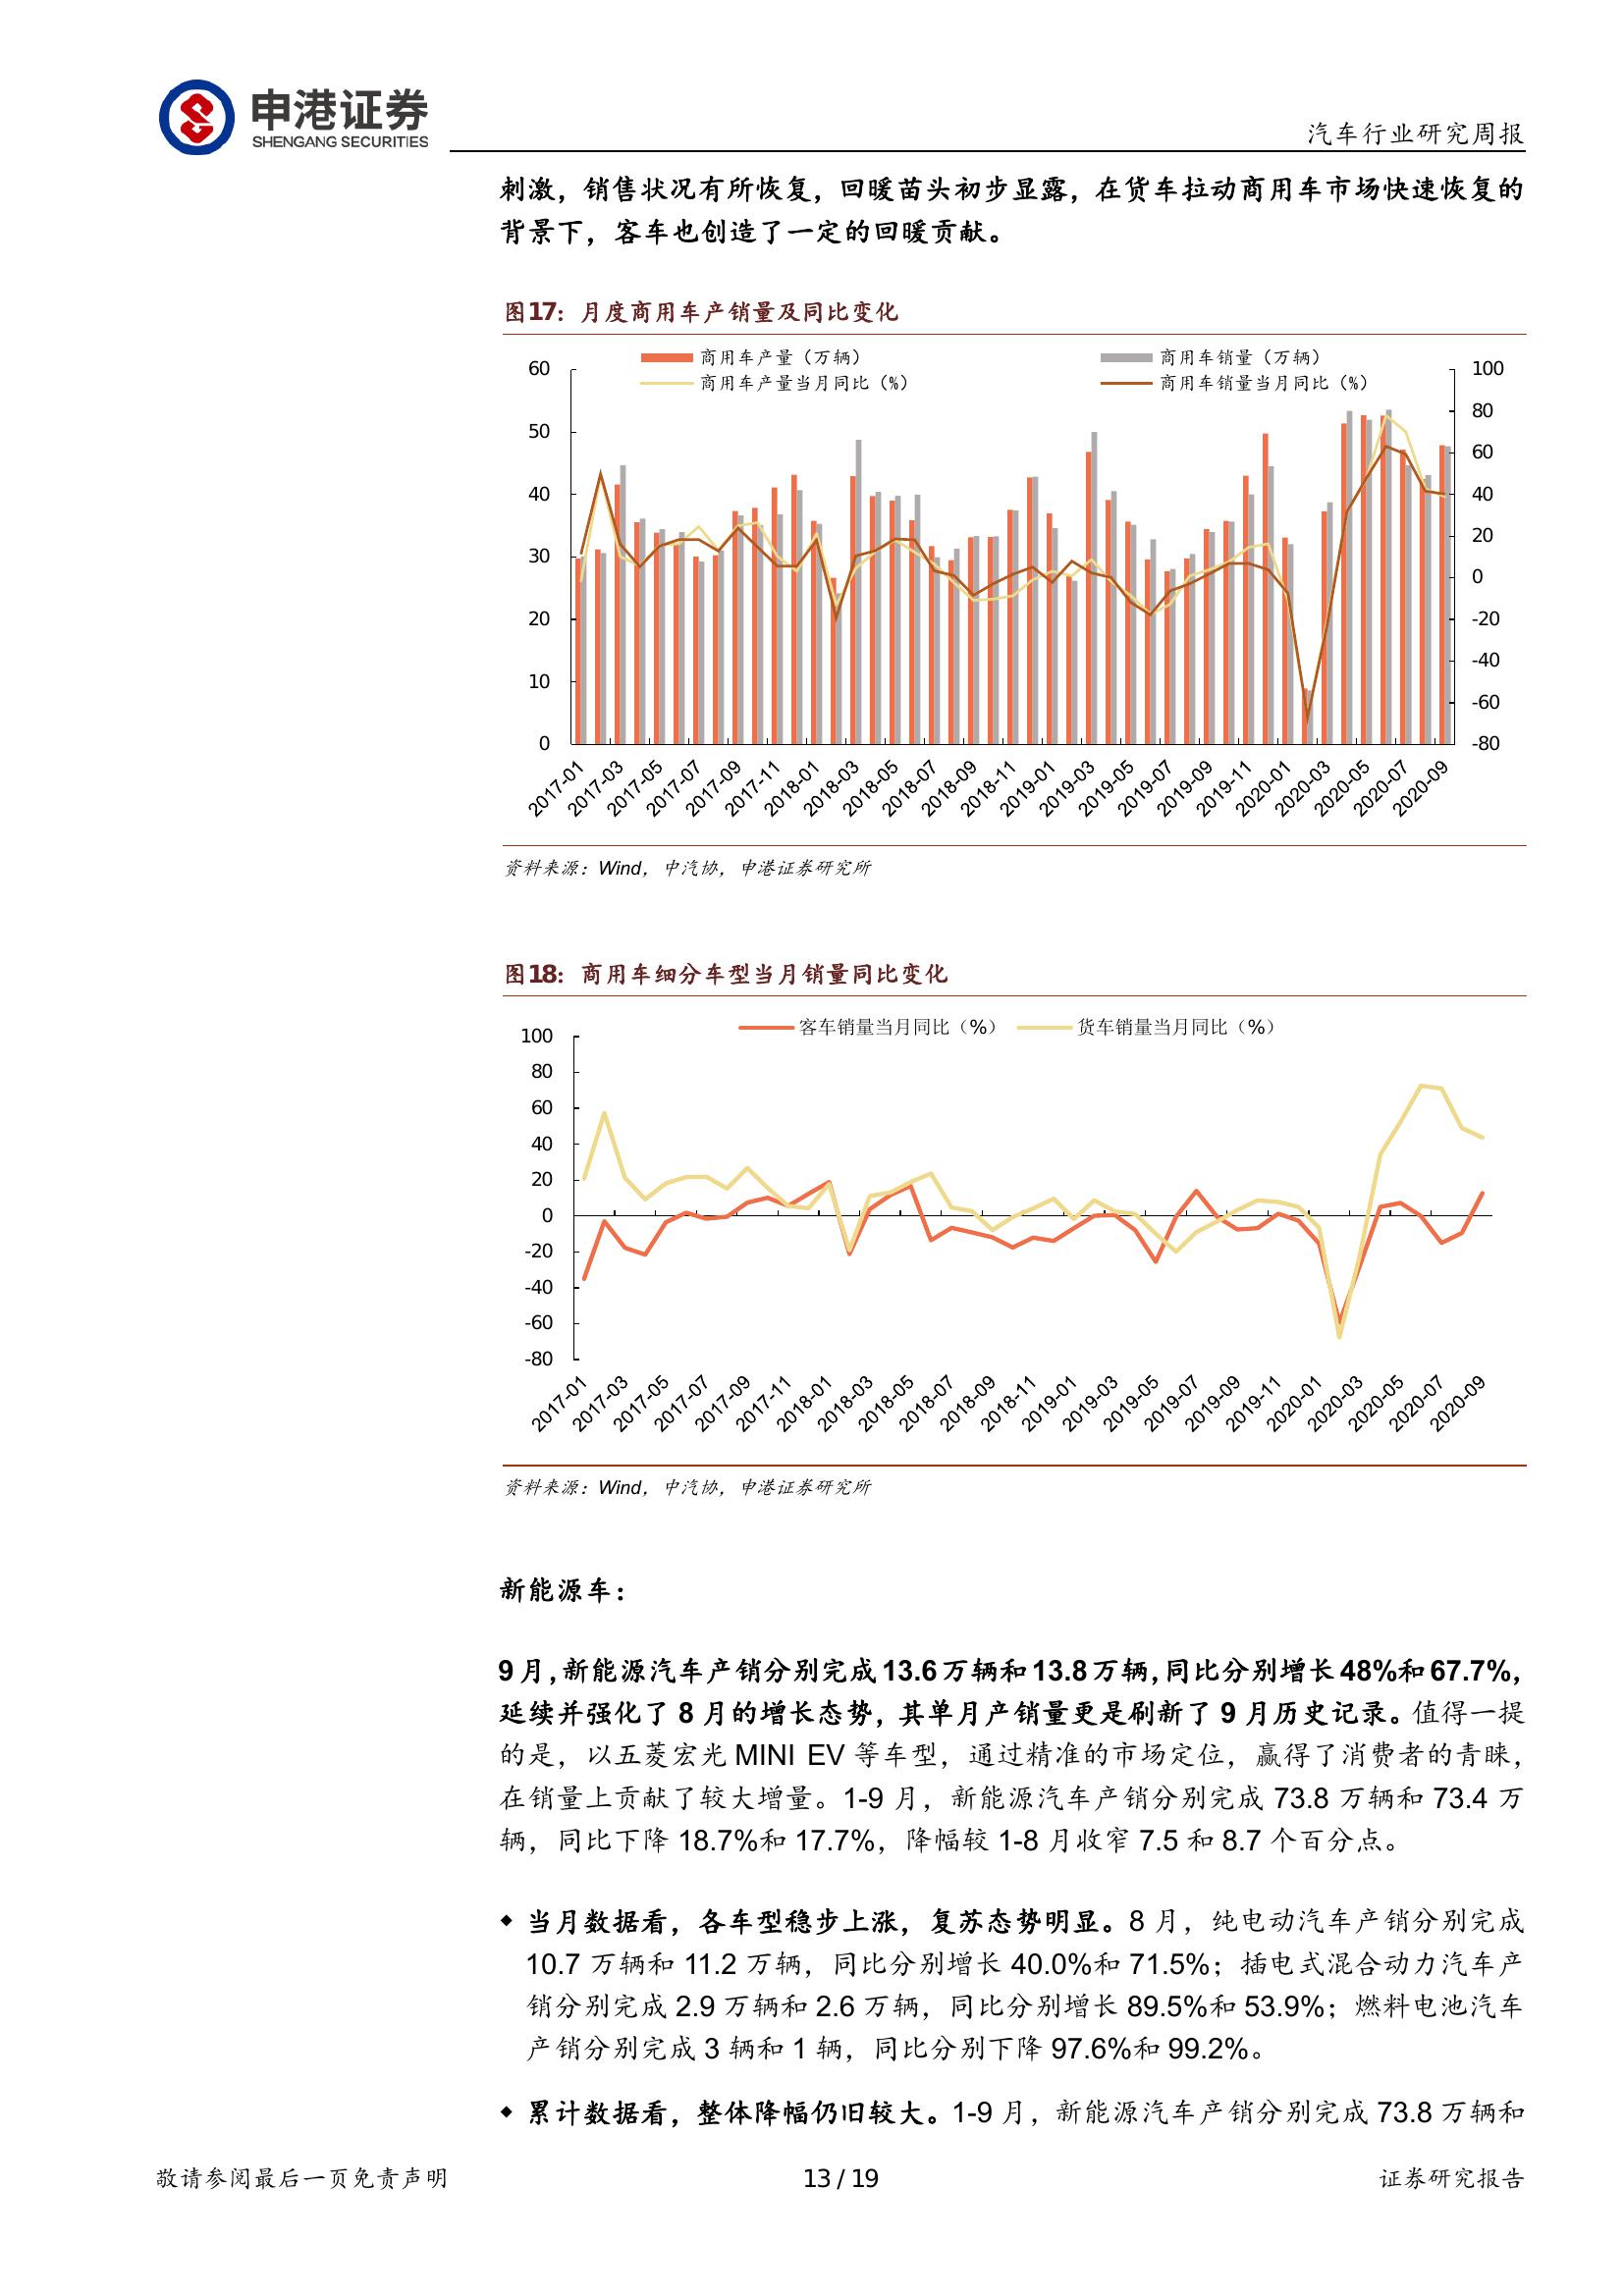 申港证券
SHENGANG SECURITIES
汽车行业研究周报
刺激，销售状况有所恢复，回暖苗头初步显露，在货车拉动商用车市场快速恢复的
背景下，客车也创造了一定的回暖贡献。
图17：月度商用车产销量及同比变化
商用车产量（万辆） 商用车销量（万辆）
商用车产量当月同比（%） 商用车销量当月同比（%）
60 100
80
50
60
40 40
20
30
0
20 -20
-40
10
-60
0 -80
2017-01 2017-03 2017-05 2017-07 2017-09 2017-11 2018-01 2018-03 2018-05 2018-07 2018-09 2018-11 2019-01 2019-03 2019-05 2019-07 2019-09 2019-11 2020-01 2020-03 2020-05 2020-07 2020-09
资料来源：Wind，中汽协，申港证券研究所
图18：商用车细分车型当月销量同比变化
客车销量当月同比（%） 货车销量当月同比（%）
100
80
60
40
20
0
-20
-40
-60
-80
2017-01 2017-03 2017-05 2017-07 2017-09 2017-11 2018-01 2018-03 2018-05 2018-07 2018-09 2018-11 2019-01 2019-03 2019-05 2019-07 2019-09 2019-11 2020-01 2020-03 2020-05 2020-07 2020-09
资料来源：Wind，中汽协，申港证券研究所
新能源车：
9月，新能源汽车产销分别完成13.6万辆和13.8万辆，同比分别增长48%和67.7%，
延续并强化了 8 月的增长态势，其单月产销量更是刷新了 9 月历史记录。值得一提
的是，以五菱宏光 MINI EV 等车型，通过精准的市场定位，赢得了消费者的青睐，
在销量上贡献了较大增量。1-9 月，新能源汽车产销分别完成 73.8 万辆和 73.4 万
辆，同比下降 18.7%和 17.7%，降幅较 1-8 月收窄 7.5 和 8.7 个百分点。
◆ 当月数据看，各车型稳步上涨，复苏态势明显。8 月，纯电动汽车产销分别完成
10.7 万辆和 11.2 万辆，同比分别增长 40.0%和 71.5%；插电式混合动力汽车产
销分别完成 2.9 万辆和 2.6 万辆，同比分别增长 89.5%和 53.9%；燃料电池汽车
产销分别完成 3 辆和 1 辆，同比分别下降 97.6%和 99.2%。
◆ 累计数据看，整体降幅仍旧较大。1-9 月，新能源汽车产销分别完成 73.8 万辆和
敬请参阅最后一页免责声明 13 / 19 证券研究报告